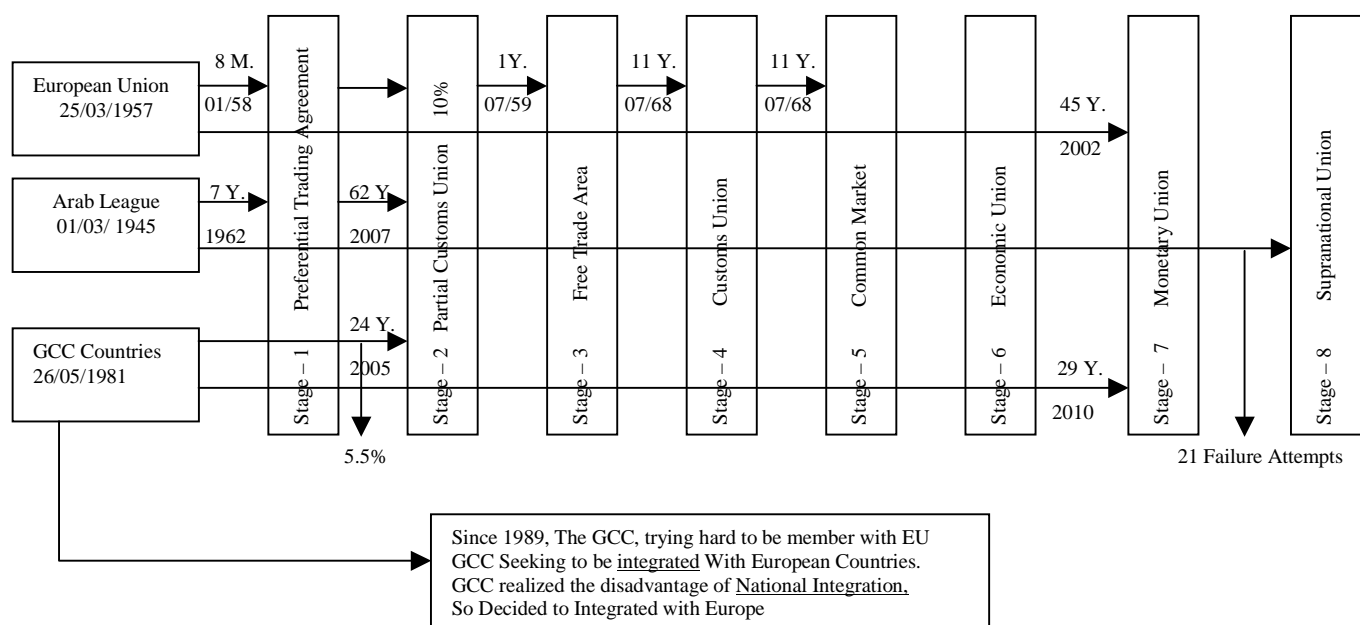 European Union
25/03/1957
8 M.
01/58
1Y.
07/59
11 Y.
07/68
11 Y.
07/68
45 Y.
2002
Arab League
01/03/ 1945
7 Y.
1962
62 Y.
2007
GCC Countries
26/05/1981
24 Y.
2005
29 Y.
2010
Stage – 1 Preferential Trading Agreement
Stage – 2 Partial Customs Union 10%
Stage – 3 Free Trade Area
Stage – 4 Customs Union
Stage – 5 Common Market
Stage – 6 Economic Union
Stage – 7 Monetary Union
Stage – 8 Supranational Union
5.5%
21 Failure Attempts
Since 1989, The GCC, trying hard to be member with EU
GCC Seeking to be integrated With European Countries.
GCC realized the disadvantage of National Integration,
So Decided to Integrated with Europe